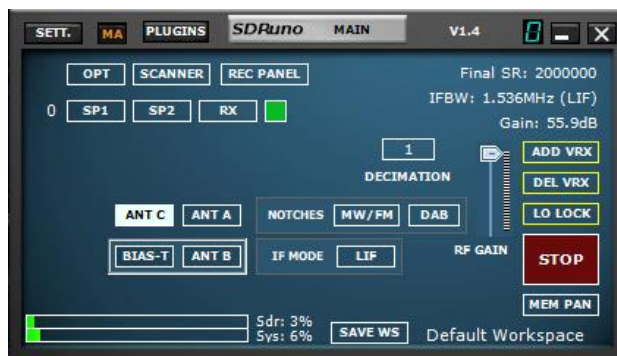 SETT. MA PLUGINS SDRuno MAIN V1.4 0
OPT SCANNER REC PANEL Final SR: 2000000
0 SP1 SP2 RX IFBW: 1.536MHz (LIF)
Gain: 55.9dB
1 ADD VRX
DECIMATION DEL VRX
ANT C ANT A NOTCHES MW/FM DAB LO LOCK
BIAS-T ANT B IF MODE LIF RF GAIN STOP
MEM PAN
Sdr: 3%
Sys: 6% SAVE WS Default Workspace